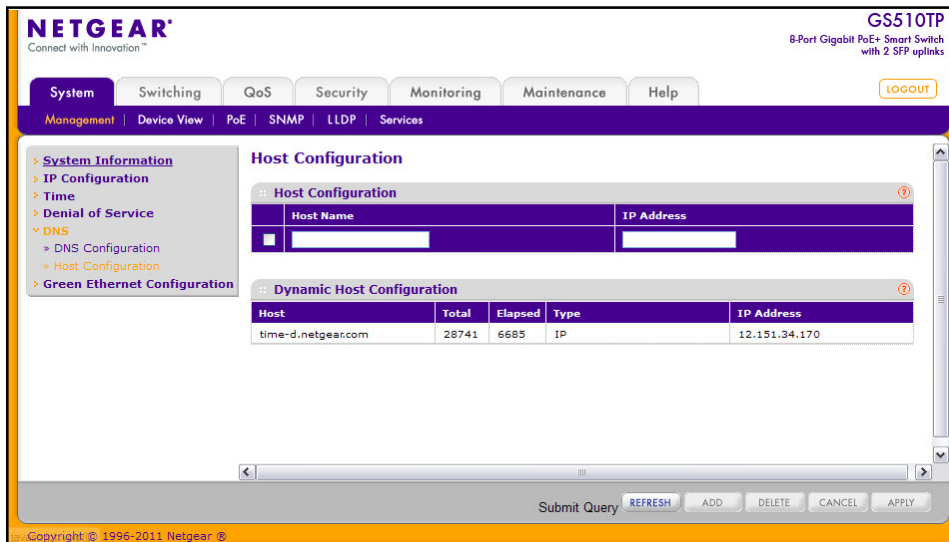 NETGEAR®
Connect with Innovation™
GS510TP
8-Port Gigabit PoE+ Smart Switch
with 2 SFP uplinks
System Switching QoS Security Monitoring Maintenance Help
LOGOUT
Management | Device View | PoE | SNMP | LLDP | Services
System Information
IP Configuration
Time
Denial of Service
DNS
» DNS Configuration
» Host Configuration
Green Ethernet Configuration
Host Configuration
Host Configuration
Host Name IP Address
Dynamic Host Configuration
Host Total Elapsed Type IP Address
time-d.netgear.com 28741 6685 IP 12.151.34.170
Submit Query REFRESH ADD DELETE CANCEL APPLY
Copyright © 1996-2011 Netgear ®